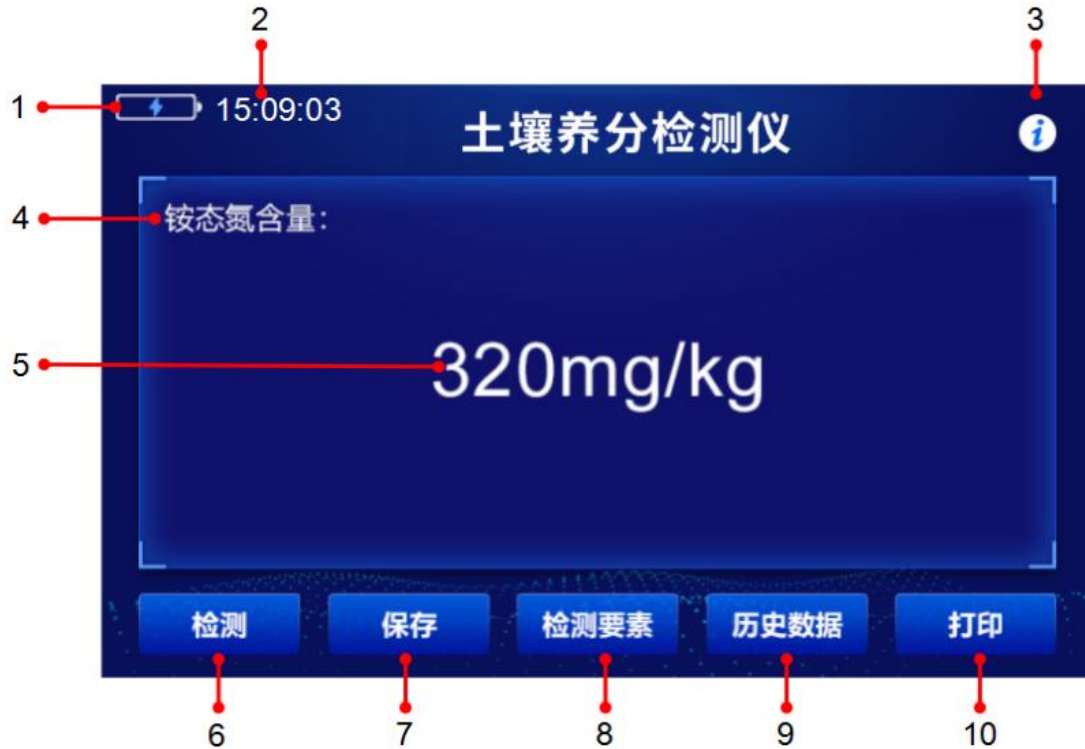 2 3
1 15:09:03 土壤养分检测仪 i
4 铵态氮含量:
5 320mg/kg
检测 保存 检测要素 历史数据 打印
6 7 8 9 10